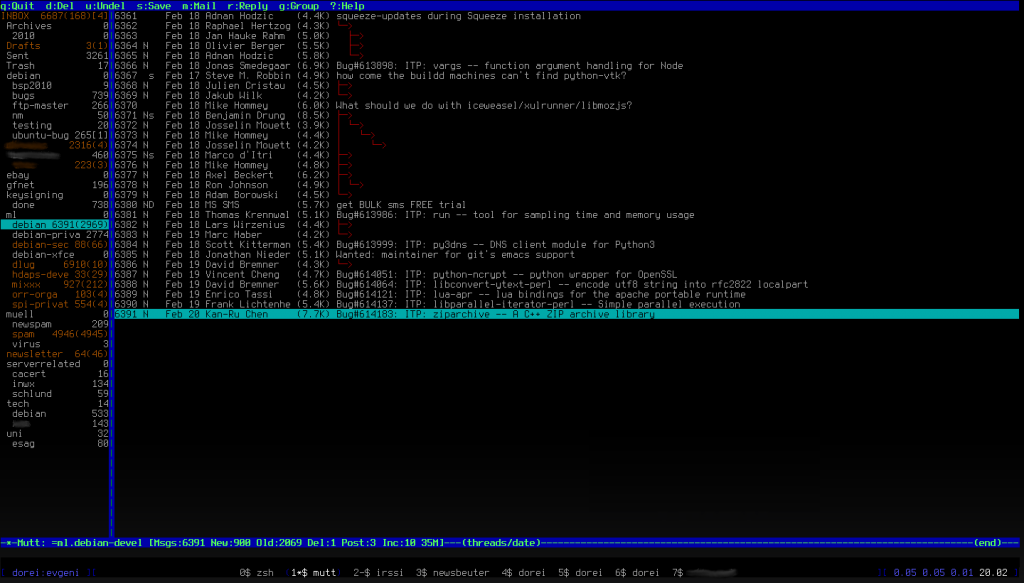 q:Quit d:Del u:Undel s:Save m:Mail r:Reply g:Group ?:Help
INBOX 6687(168)[4] 6361 Feb 18 Adnan Hodzic (4.4K) squeeze-updates during Squeeze installation
Archives 0 6362 Feb 18 Raphael Hertzog (4.3K)
2010 0 6363 Feb 18 Jan Hauke Rahm (5.0K)
Drafts 3(1) 6364 N Feb 18 Olivier Berger (5.5K)
Sent 3261 6365 N Feb 18 Adnan Hodzic (5.8K)
Trash 17 6366 N Feb 18 Jonas Smedegaar (6.9K) Bug#613898: ITP: vargs -- function argument handling for Node
debian 0 6367 s Feb 17 Steve M. Robbin (4.9K) how come the buildd machines can't find python-vtk?
bsp2010 9 6368 N Feb 18 Julien Cristau (4.5K)
bugs 739 6369 N Feb 18 Jakub Wilk (4.2K)
ftp-master 266 6370 Feb 18 Mike Hommey (6.0K) What should we do with iceweasel/xulrunner/libmozjs?
nm 50 6371 Ns Feb 18 Benjamin Drung (8.5K)
testing 20 6372 N Feb 18 Josselin Mouett (3.9K)
ubuntu-bug 265[1] 6373 N Feb 18 Mike Hommey (4.4K)
2316(4) 6374 N Feb 18 Josselin Mouett (4.2K)
460 6375 Ns Feb 18 Marco d'Itri (4.4K)
223(3) 6376 N Feb 18 Mike Hommey (4.8K)
ebay 0 6377 N Feb 18 Axel Beckert (6.2K)
gfnet 196 6378 N Feb 18 Ron Johnson (4.9K)
keysigning 0 6379 N Feb 18 Adam Borowski (4.5K)
done 738 6380 ND Feb 18 MS SMS (5.7K) get BULK sms FREE trial
ml 0 6381 N Feb 18 Thomas Krennwal (5.1K) Bug#613986: ITP: run -- tool for sampling time and memory usage
debian 6391(2969) 6382 N Feb 18 Lars Wirzenius (4.4K)
debian-priva 2774 6383 N Feb 19 Marc Haber (4.2K)
debian-sec 88(66) 6384 N Feb 18 Scott Kitterman (5.4K) Bug#613999: ITP: py3dns -- DNS client module for Python3
debian-xfce 0 6385 N Feb 18 Jonathan Nieder (5.1K) Wanted: maintainer for git's emacs support
dlug 6910(10) 6386 N Feb 19 David Bremner (4.3K)
hdaps-deve 33(29) 6387 N Feb 19 Vincent Cheng (4.7K) Bug#614051: ITP: python-ncrypt -- python wrapper for OpenSSL
mixxx 927(212) 6388 N Feb 19 David Bremner (5.6K) Bug#614064: ITP: libconvert-ytext-perl -- encode utf8 string into rfc2822 localpart
orr-orga 103(4) 6389 N Feb 19 Enrico Tassi (4.8K) Bug#614121: ITP: lua-apr -- lua bindings for the apache portable runtime
spi-privat 554(4) 6390 N Feb 19 Frank Lichtenhe (5.4K) Bug#614137: ITP: libparallel-iterator-perl -- Simple parallel execution
muell 0 6391 N Feb 20 Kan-Ru Chen (7.7K) Bug#614183: ITP: ziparchive -- A C++ ZIP archive library
newspam 209
spam 4946(4945)
virus 3
newsletter 64(46)
serverrelated 0
cacert 16
inwx 134
schlund 59
tech 14
debian 533
143
uni 32
esag 80
-*-Mutt: =ml.debian-devel [Msgs:6391 New:900 Old:2069 Del:1 Post:3 Inc:10 35M]---(threads/date)---(end)---
[ dorei:evgeni ][ 0$ zsh (1*$ mutt) 2-$ irssi 3$ newsbeuter 4$ dorei 5$ dorei 6$ dorei 7$ ][ 0.05 0.05 0.01 20.02 ]